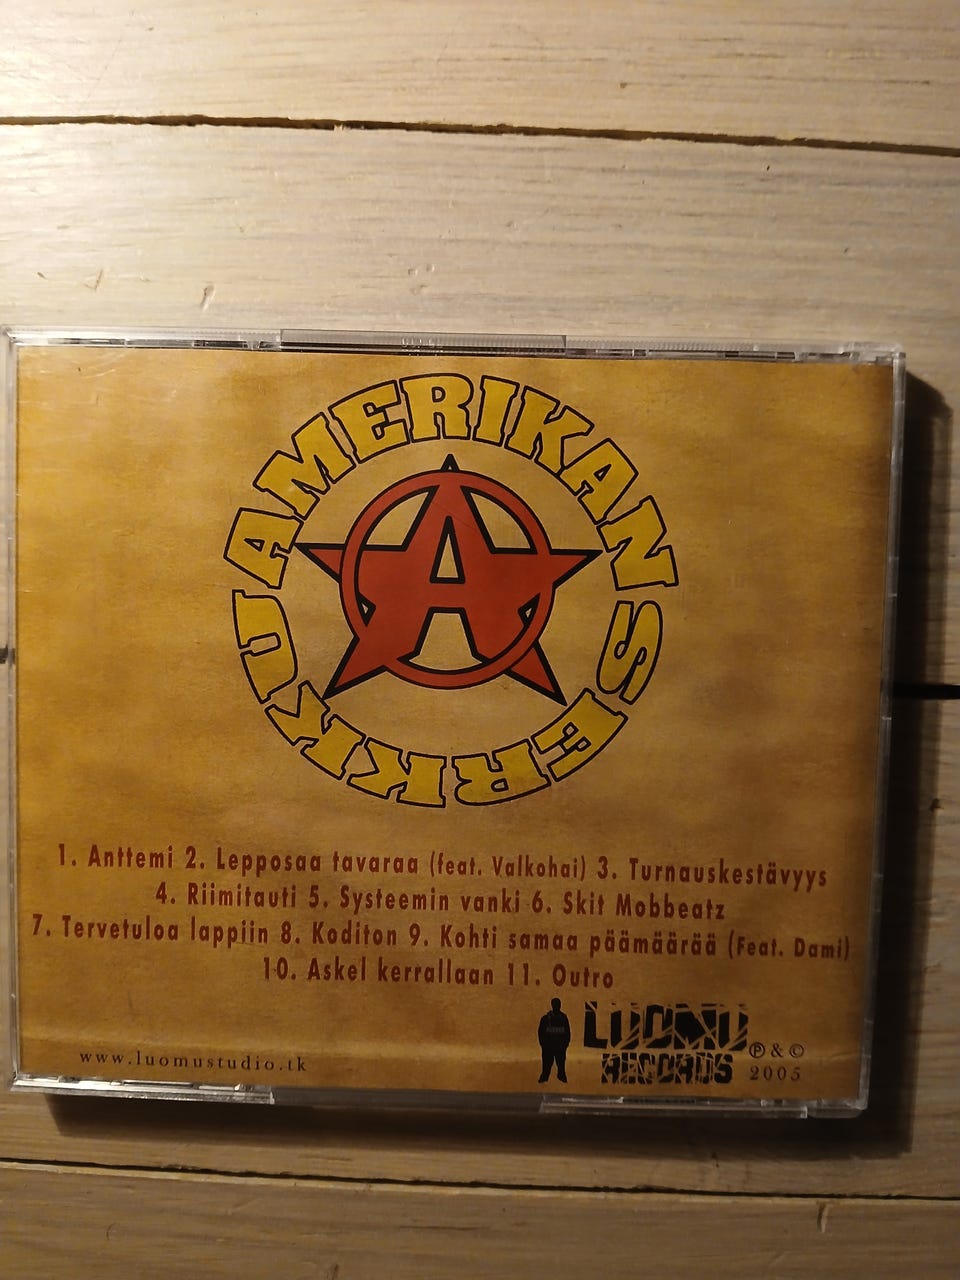 AMERIKAN SERKKU
A
1. Anttemi 2. Lepposaa tavaraa (feat. Valkohai) 3. Turnauskestävyys
4. Riimitauti 5. Systeemin vanki 6. Skit Mobbeatz
7. Tervetuloa lappiin 8. Koditon 9. Kohti samaa päämäärää (Feat. Dami)
10. Askel kerrallaan 11. Outro
www.luomustudio.tk
LUOMU
RECORDS
℗ & ©
2005